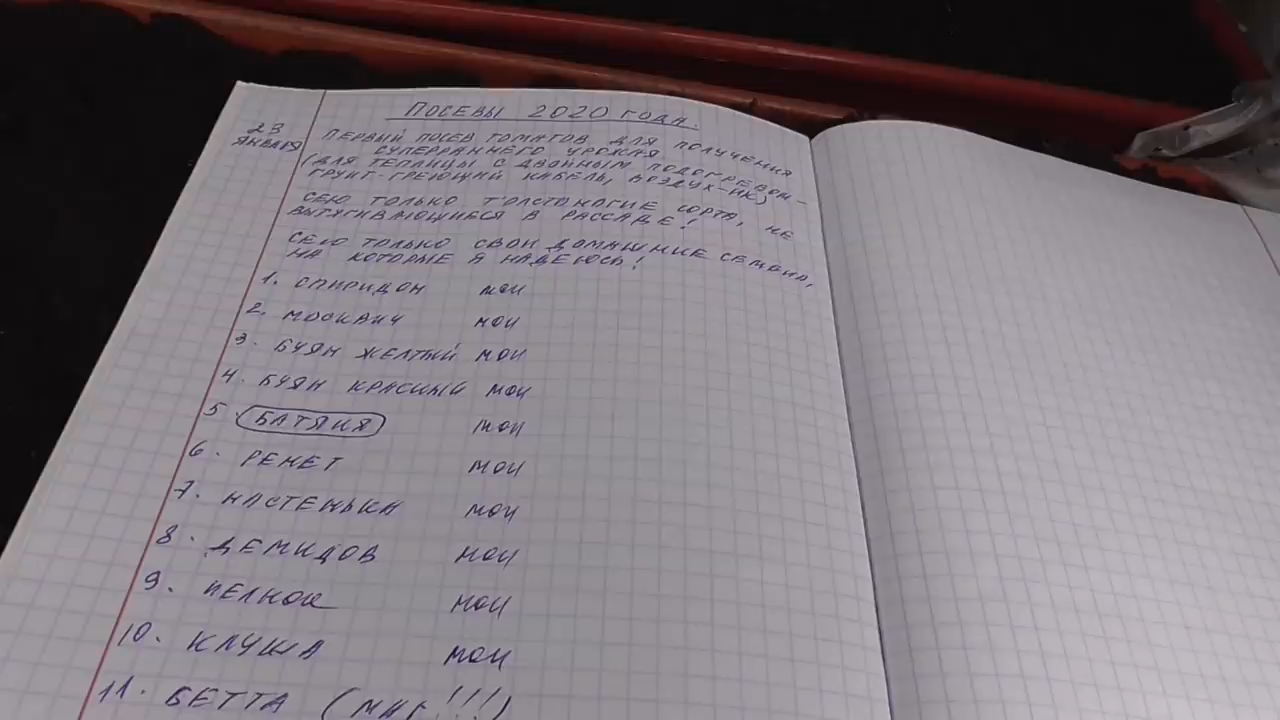 ПОСЕВЫ 2020 ГОДА.
28 ЯНВАРЯ
ПЕРВЫЙ ПОСЕВ ТОМАТОВ ДЛЯ ПОЛУЧЕНИЯ
СУПЕРРАННЕГО УРОЖАЯ
(ДЛЯ ТЕПЛИЦЫ С ДВОЙНЫМ ПОДОГРЕВОМ-
ГРУНТ-ГРЕЮЩИЙ КАБЕЛЬ, ВОЗДУХ-ИК)
СЕЮ ТОЛЬКО ТОЛСТОНОГИЕ СОРТА, НЕ
ВЫТЯГИВАЮЩИЕСЯ В РАССАДЕ!
СЕЮ ТОЛЬКО СВОИ ДОМАШНИЕ СЕМЕНА,
НА КОТОРЫЕ Я НАДЕЮСЬ!
1. СПИРИДОН МОИ
2. МОСКВИЧ МОИ
3. БУЯН ЖЕЛТЫЙ МОИ
4. БУЯН КРАСНЫЙ МОИ
5. БАТЯНЯ МОИ
6. РЕНЕТ МОИ
7. НАСТЕНЬКА МОИ
8. ДЕМИДОВ МОИ
9. МОИ
10. КЛУША МОИ
11. БЕТТА